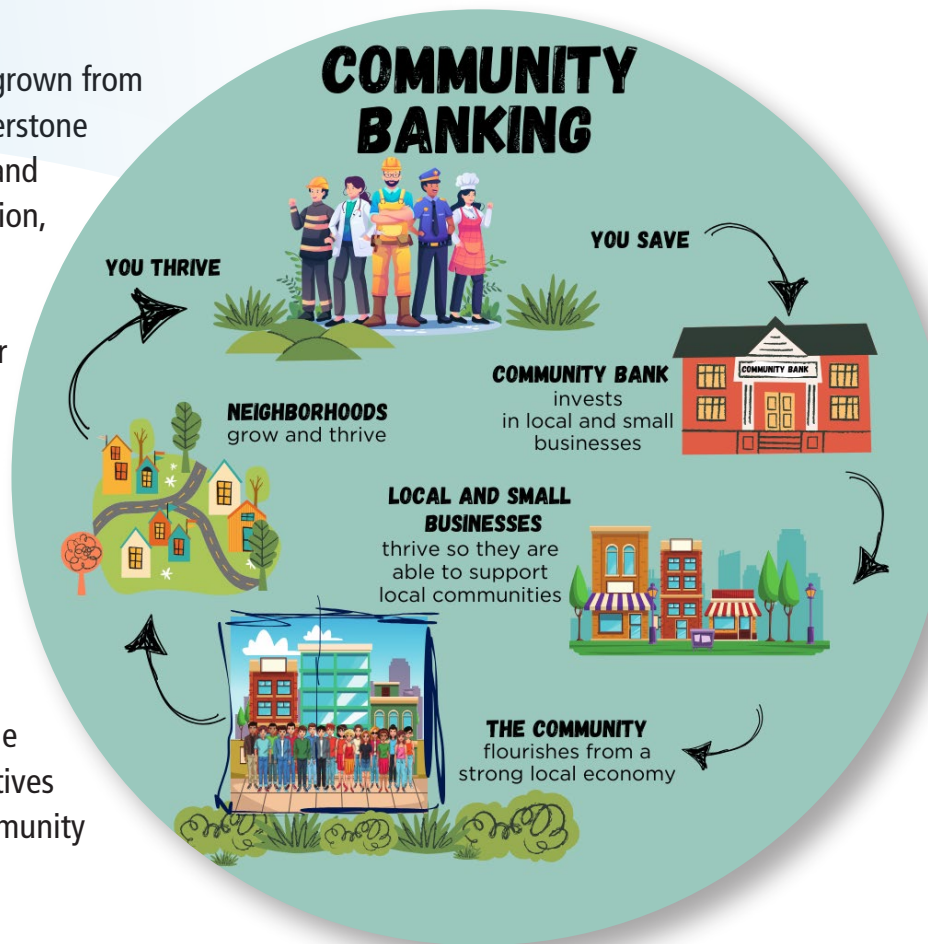 grown from
erstone
and
ion,
r
e
tives
munity
COMMUNITY
BANKING
YOU SAVE
COMMUNITY BANK
COMMUNITY BANK
invests
in local and small
businesses
LOCAL AND SMALL
BUSINESSES
thrive so they are
able to support
local communities
THE COMMUNITY
flourishes from a
strong local economy
NEIGHBORHOODS
grow and thrive
YOU THRIVE